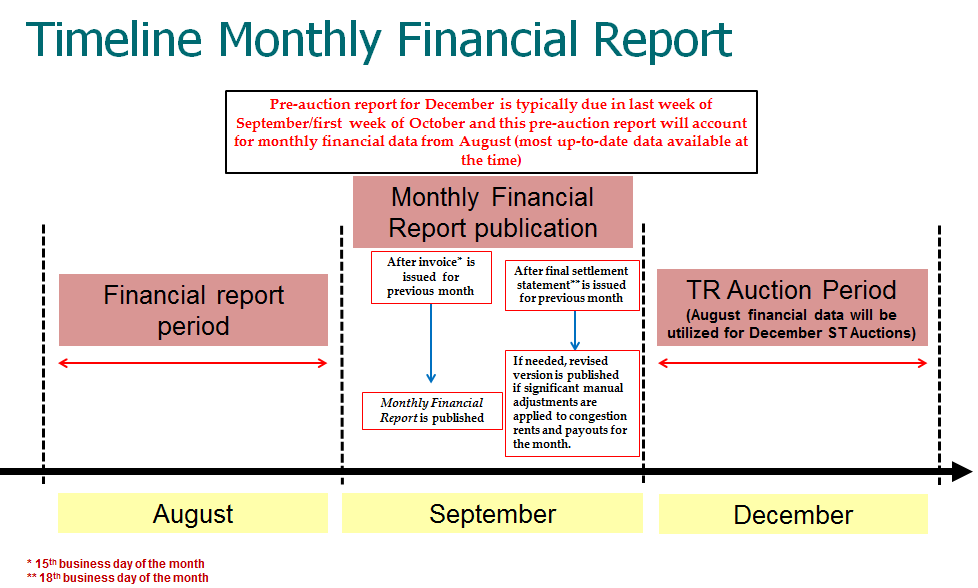 Timeline Monthly Financial Report
Pre-auction report for December is typically due in last week of
September/first week of October and this pre-auction report will account
for monthly financial data from August (most up-to-date data available at
the time)
Monthly Financial
Report publication
After invoice* is
issued for
previous month
After final settlement
statement** is issued
for previous month
Financial report
period
TR Auction Period
(August financial data will be
utilized for December ST Auctions)
Monthly Financial
Report is published
If needed, revised
version is published
if significant manual
adjustments are
applied to congestion
rents and payouts for
the month.
August
September
December
* 15th business day of the month
** 18th business day of the month